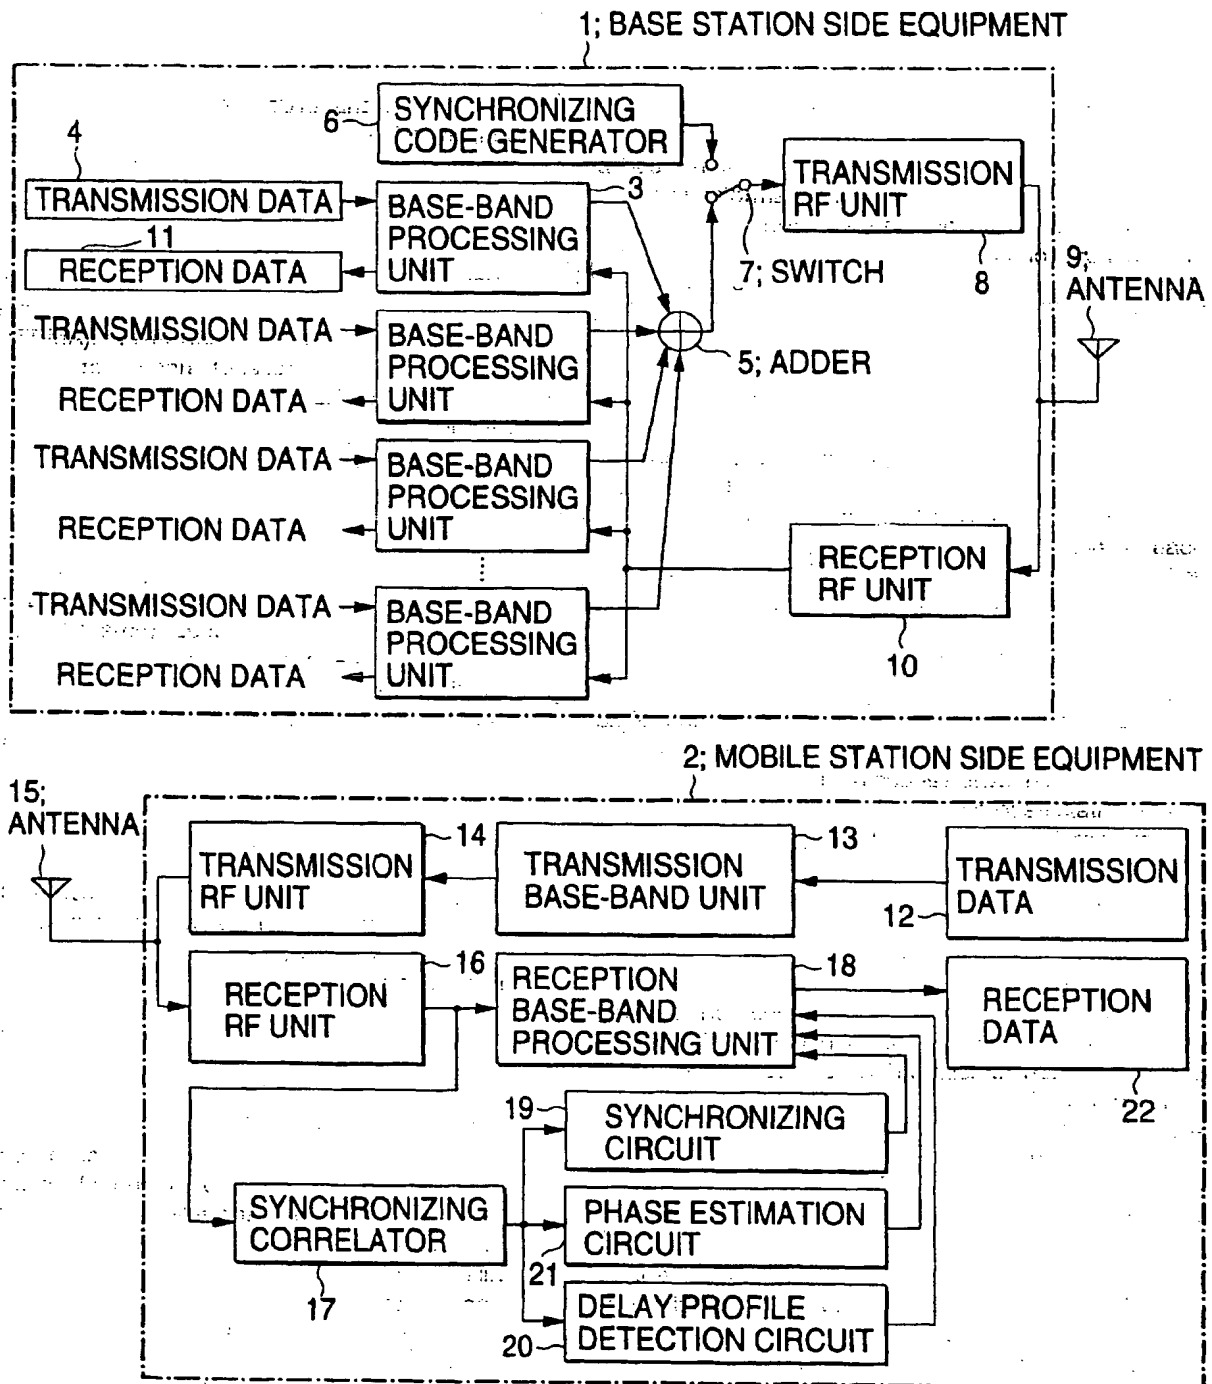 1; BASE STATION SIDE EQUIPMENT
6
SYNCHRONIZING
CODE GENERATOR
4
TRANSMISSION DATA
3
BASE-BAND
PROCESSING
UNIT
11
RECEPTION DATA
TRANSMISSION
RF UNIT
8
7; SWITCH
9;
ANTENNA
TRANSMISSION DATA
BASE-BAND
PROCESSING
UNIT
RECEPTION DATA
5; ADDER
TRANSMISSION DATA
BASE-BAND
PROCESSING
UNIT
RECEPTION DATA
RECEPTION
RF UNIT
10
TRANSMISSION DATA
BASE-BAND
PROCESSING
UNIT
RECEPTION DATA
2; MOBILE STATION SIDE EQUIPMENT
15;
ANTENNA
14
TRANSMISSION
RF UNIT
13
TRANSMISSION
BASE-BAND UNIT
12
TRANSMISSION
DATA
16
RECEPTION
RF UNIT
18
RECEPTION
BASE-BAND
PROCESSING UNIT
RECEPTION
DATA
22
19
SYNCHRONIZING
CIRCUIT
SYNCHRONIZING
CORRELATOR
17
PHASE ESTIMATION
CIRCUIT
21
DELAY PROFILE
DETECTION CIRCUIT
20